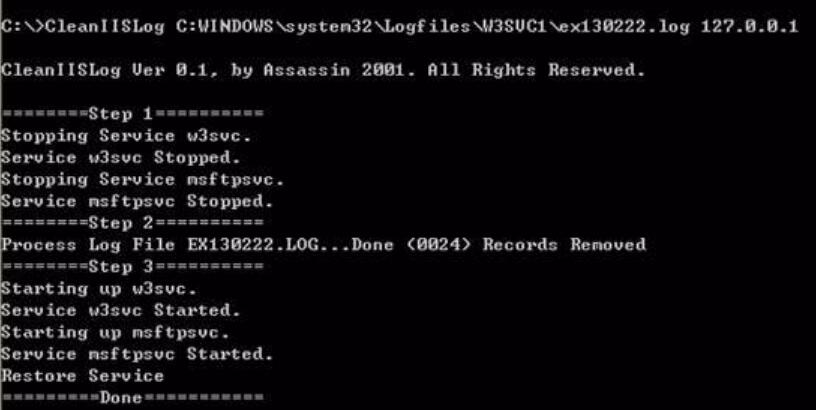 C:\>CleanIISLog C:WINDOWS\system32\Logfiles\W3SVC1\ex130222.log 127.0.0.1
CleanIISLog Ver 0.1, by Assassin 2001. All Rights Reserved.
========Step 1==========
Stopping Service w3svc.
Service w3svc Stopped.
Stopping Service msftpsvc.
Service msftpsvc Stopped.
========Step 2==========
Process Log File EX130222.LOG...Done (0024) Records Removed
========Step 3==========
Starting up w3svc.
Service w3svc Started.
Starting up msftpsvc.
Service msftpsvc Started.
Restore Service
=========Done===========